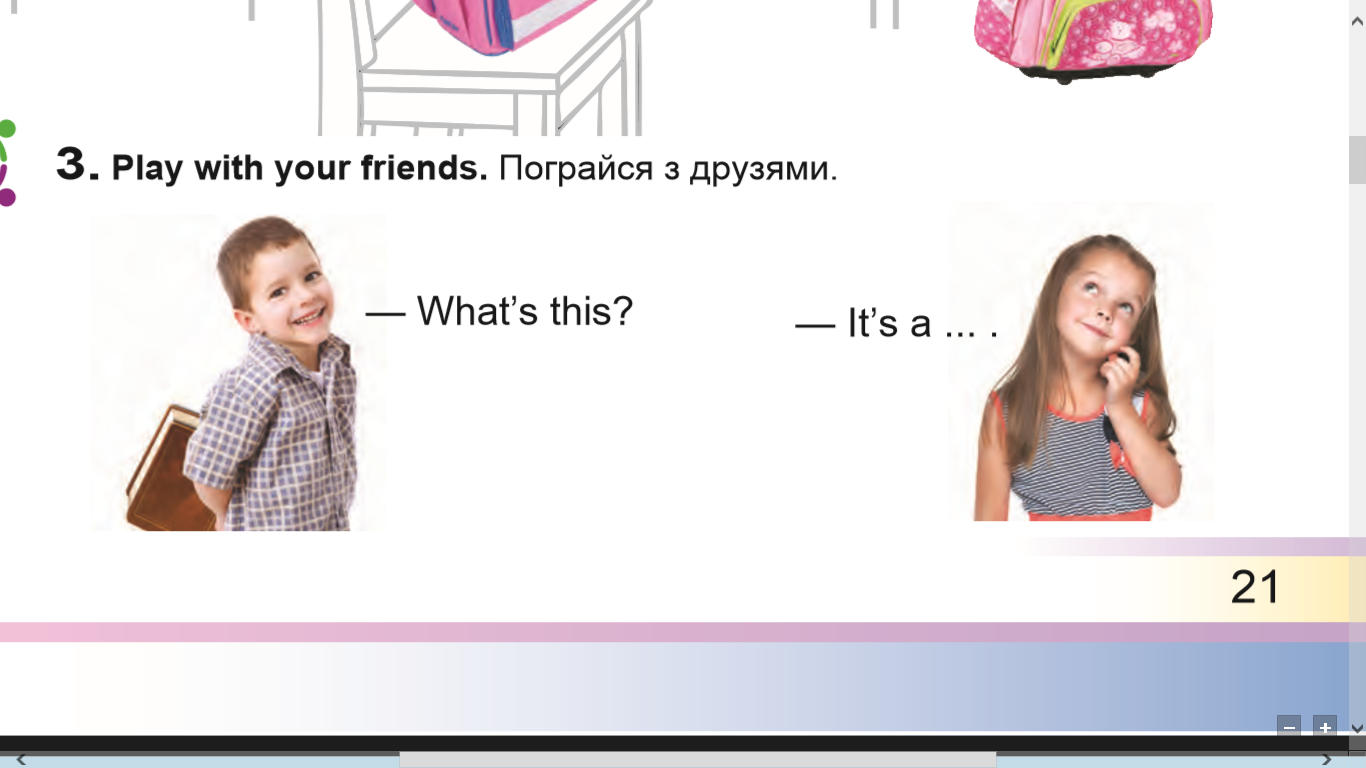 3. Play with your friends. Пограйся з друзями.
— What’s this?
— It’s a ... .
21